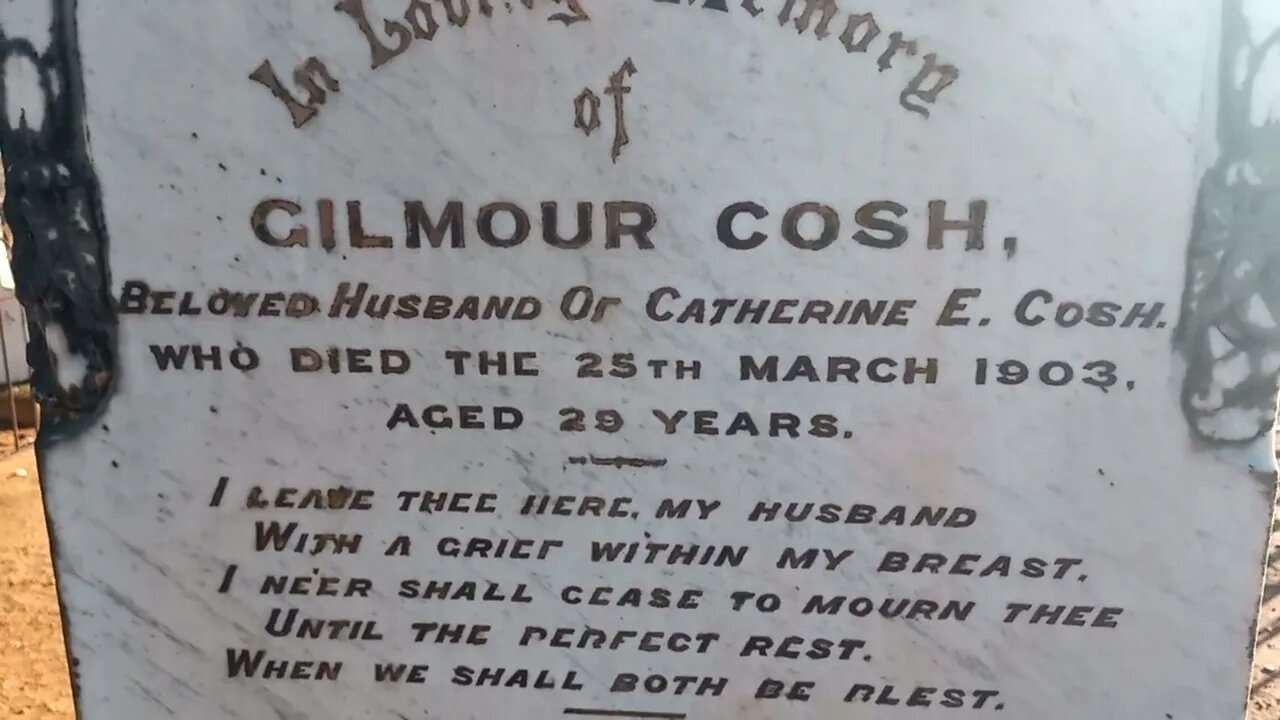 In Loving Memory
of
GILMOUR COSH,
BELOVED HUSBAND OF CATHERINE E. COSH.
WHO DIED THE 25TH MARCH 1903,
AGED 29 YEARS.
I LEAVE THEE HERE, MY HUSBAND
WITH A GRIEF WITHIN MY BREAST.
I NE'ER SHALL CEASE TO MOURN THEE
UNTIL THE PERFECT REST.
WHEN WE SHALL BOTH BE BLEST.